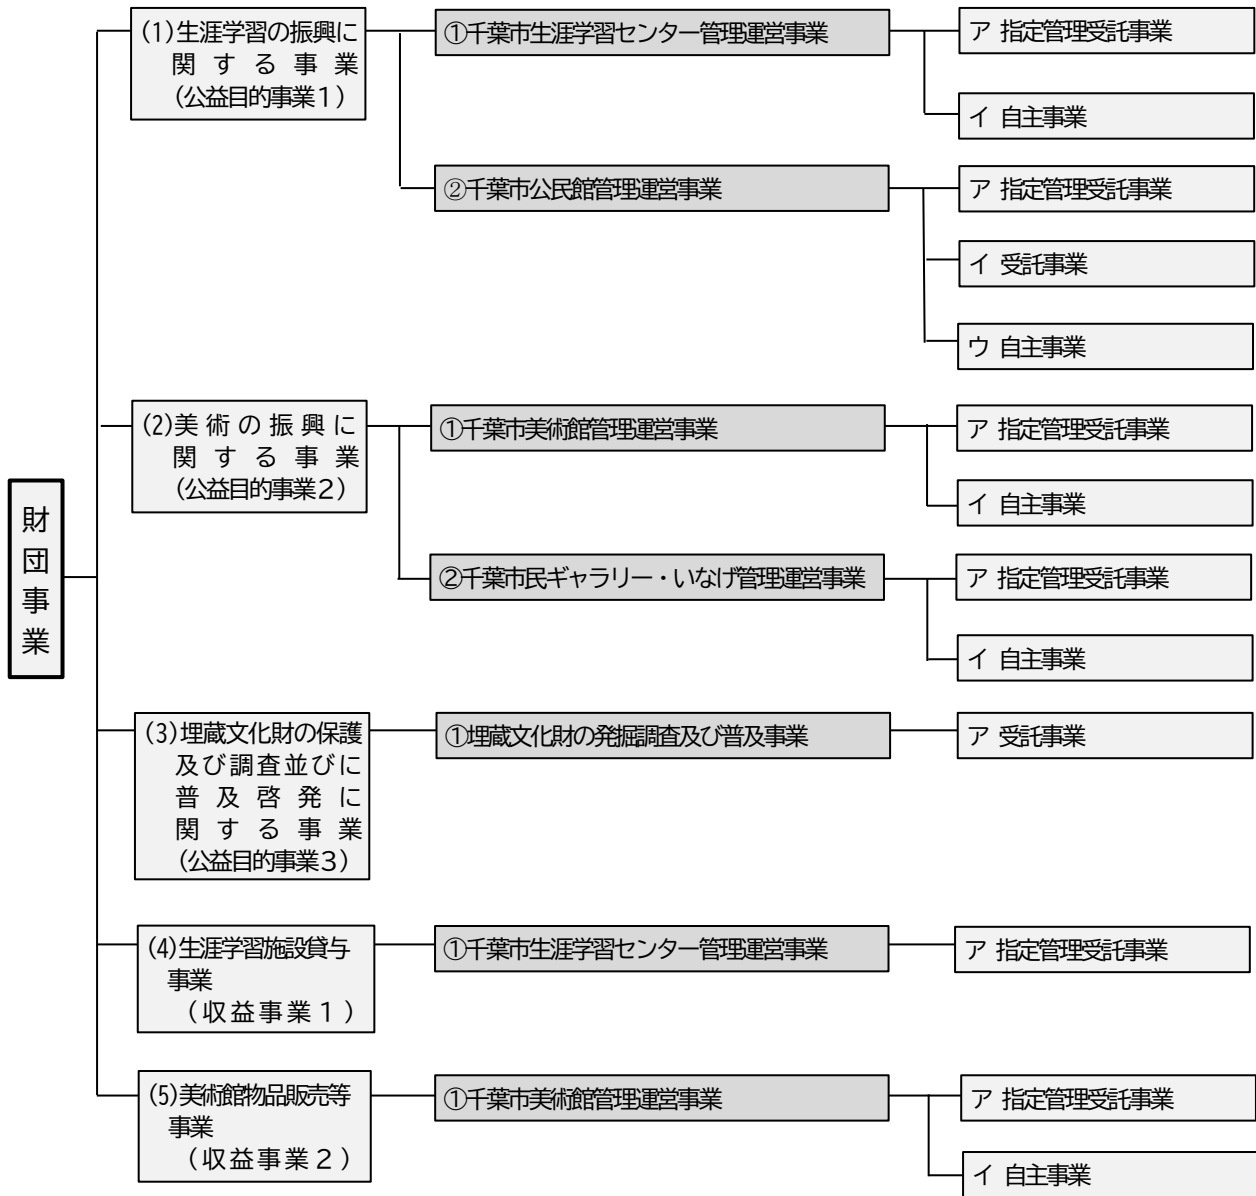 財団事業
(1)生涯学習の振興に
関する事業
(公益目的事業1)
①千葉市生涯学習センター管理運営事業
ア 指定管理受託事業
イ 自主事業
②千葉市公民館管理運営事業
ア 指定管理受託事業
イ 受託事業
ウ 自主事業
(2)美術の振興に
関する事業
(公益目的事業2)
①千葉市美術館管理運営事業
ア 指定管理受託事業
イ 自主事業
②千葉市民ギャラリー・いなげ管理運営事業
ア 指定管理受託事業
イ 自主事業
(3)埋蔵文化財の保護
及び調査並びに
普及啓発に
関する事業
(公益目的事業3)
①埋蔵文化財の発掘調査及び普及事業
ア 受託事業
(4)生涯学習施設貸与
事業
(収益事業1)
①千葉市生涯学習センター管理運営事業
ア 指定管理受託事業
(5)美術館物品販売等
事業
(収益事業2)
①千葉市美術館管理運営事業
ア 指定管理受託事業
イ 自主事業